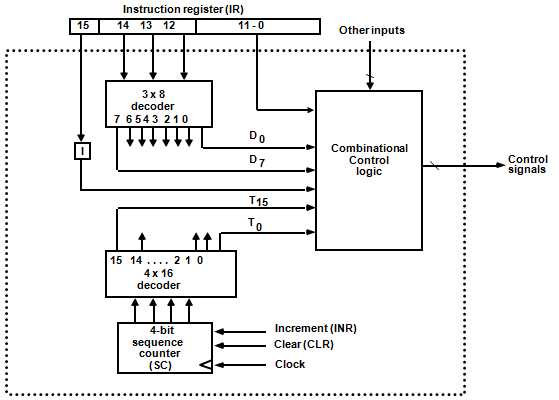 Instruction register (IR)
15 14 13 12 11 - 0
Other inputs
3 x 8
decoder
7 6 5 4 3 2 1 0
D0
Combinational
Control
logic
D7
I
Control
signals
T15
T0
15 14 .... 2 1 0
4 x 16
decoder
4-bit
sequence
counter
(SC)
Increment (INR)
Clear (CLR)
Clock